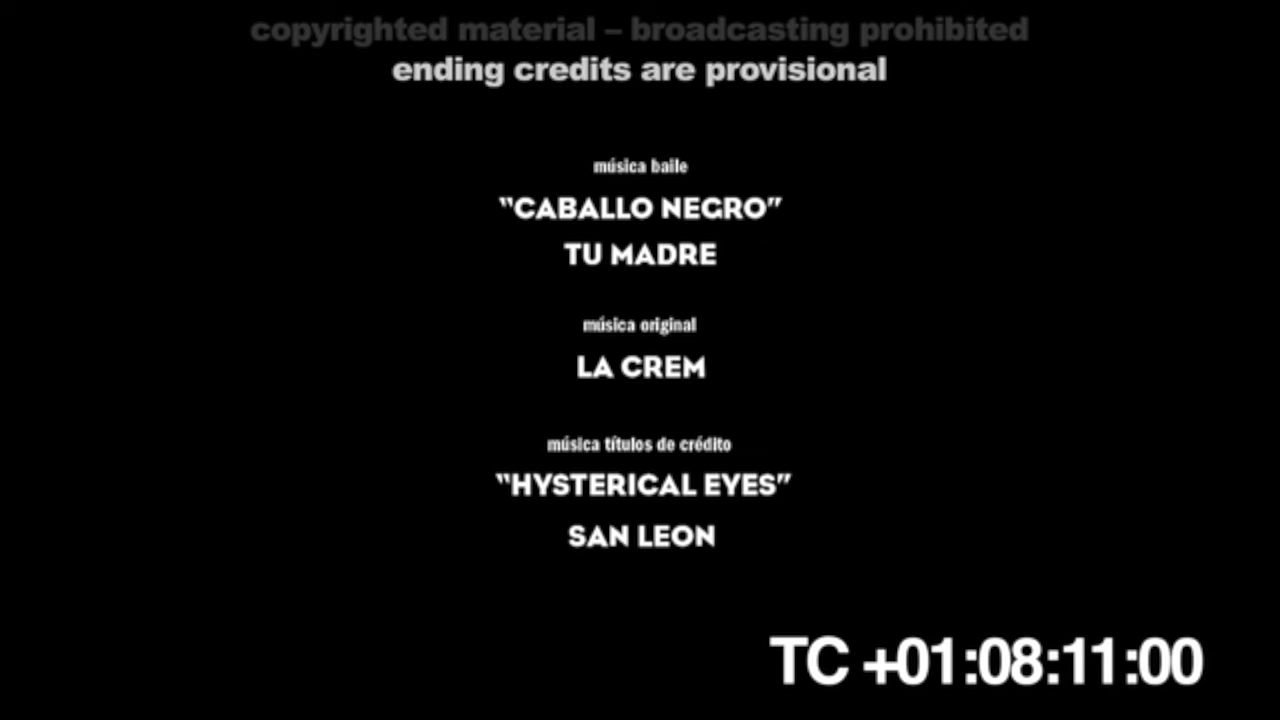 copyrighted material – broadcasting prohibited
ending credits are provisional
música baile
"CABALLO NEGRO"
TU MADRE
música original
LA CREM
música títulos de crédito
"HYSTERICAL EYES"
SAN LEON
TC +01:08:11:00